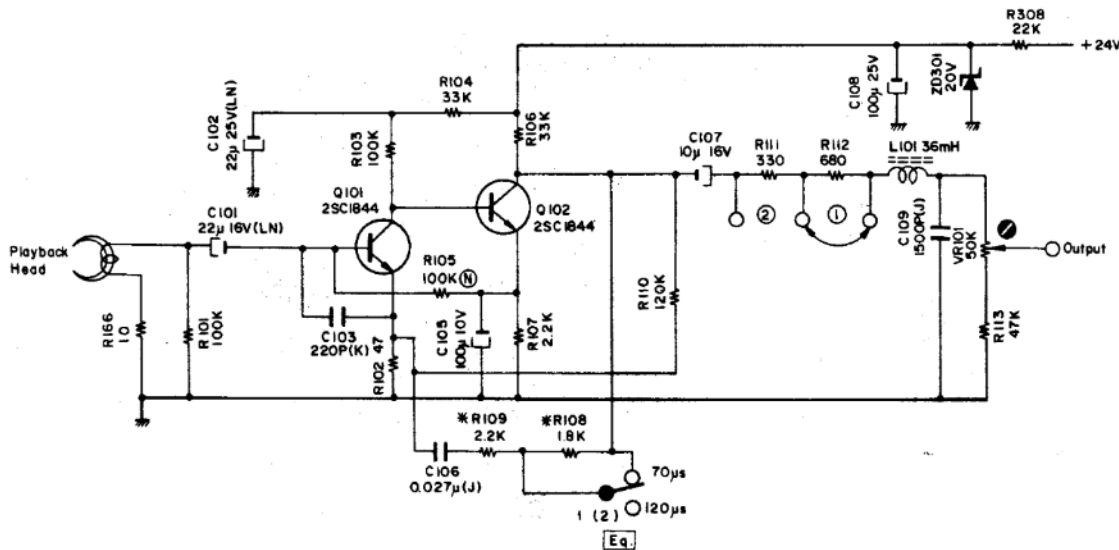 R308
22K
+24V
R104
33K
C108
100μ 25V
ZD301
20V
C102
22μ 25V(LN)
R103
100K
R106
33K
C107
10μ 16V
R111
330
R112
680
L101 36mH
Q101
2SC1844
Q102
2SC1844
C101
22μ 16V(LN)
②
①
C109
1500P(J)
VR101
50K
Output
Playback
Head
R105
100K Ⓝ
R110
120K
R166
10
R101
100K
C103
220P(K)
R102 47
C105
100μ 10V
R107
2.2K
R113
47K
*R109
2.2K
*R108
1.8K
C106
0.027μ(J)
70μs
120μs
1 (2)
Eq.